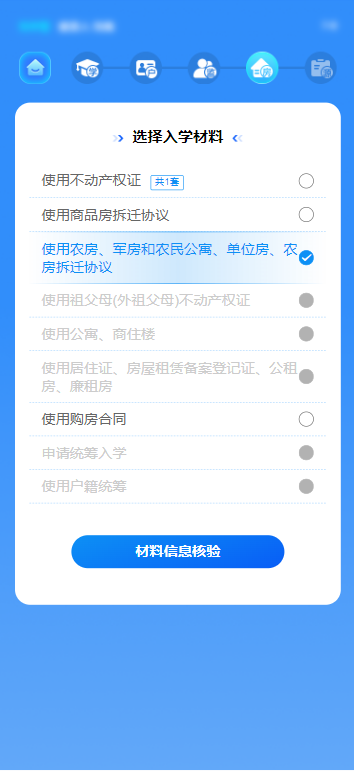 选择入学材料
使用不动产权证 共1套
使用商品房拆迁协议
使用农房、军房和农民公寓、单位房、农
房拆迁协议
使用祖父母(外祖父母)不动产权证
使用公寓、商住楼
使用居住证、房屋租赁备案登记证、公租
房、廉租房
使用购房合同
申请统筹入学
使用户籍统筹
材料信息核验